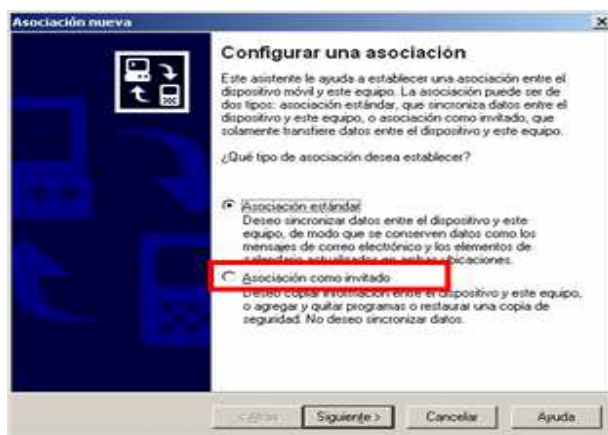 Asociación nueva
Configurar una asociación
Este asistente le ayuda a establecer una asociación entre el
dispositivo móvil y este equipo. La asociación puede ser de
dos tipos: asociación estándar, que sincroniza datos entre el
dispositivo y este equipo, o asociación como invitado, que
solamente transfiere datos entre el dispositivo y este equipo.
¿Qué tipo de asociación desea establecer?
Asociación estándar
Deseo sincronizar datos entre el dispositivo y este
equipo, de modo que se conserven datos como los
mensajes de correo electrónico y los elementos de
calendario actualizados en ambas ubicaciones.
Asociación como invitado
Deseo copiar información entre el dispositivo y este equipo,
o agregar y quitar programas o restaurar una copia de
seguridad. No deseo sincronizar datos.
< Atrás
Siguiente >
Cancelar
Ayuda